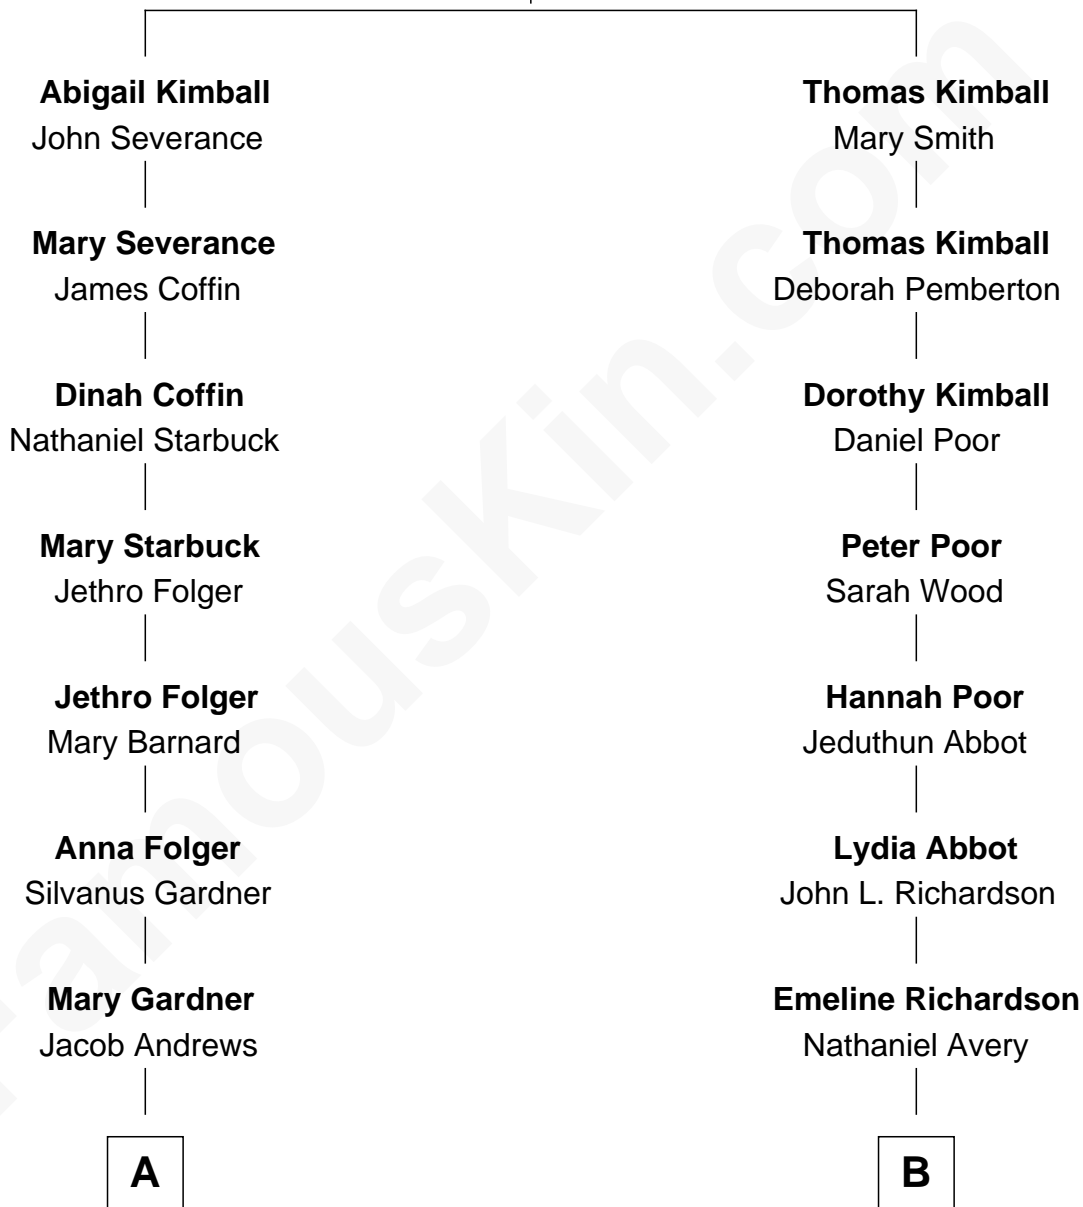 Abigail Kimball
John Severance
Mary Severance
James Coffin
Dinah Coffin
Nathaniel Starbuck
Mary Starbuck
Jethro Folger
Jethro Folger
Mary Barnard
Anna Folger
Silvanus Gardner
Mary Gardner
Jacob Andrews
A
Thomas Kimball
Mary Smith
Thomas Kimball
Deborah Pemberton
Dorothy Kimball
Daniel Poor
Peter Poor
Sarah Wood
Hannah Poor
Jeduthun Abbot
Lydia Abbot
John L. Richardson
Emeline Richardson
Nathaniel Avery
B
FamousKin.com